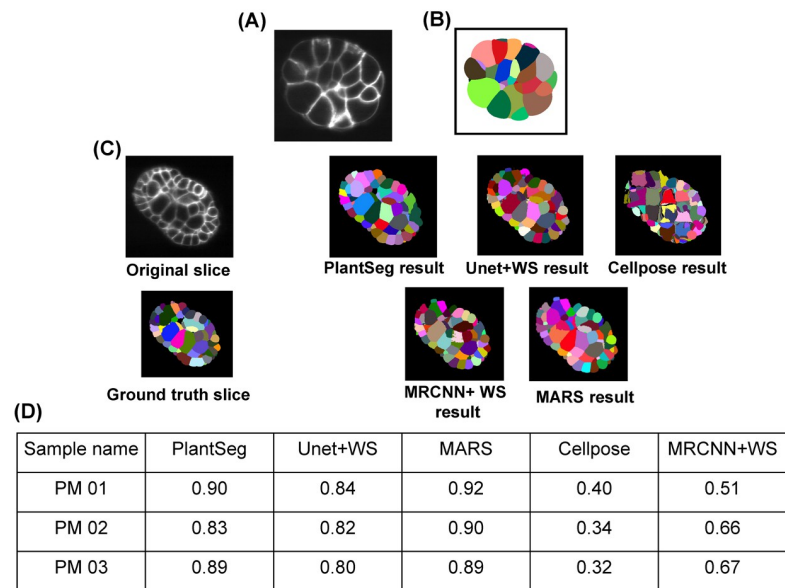 (A)
(B)
(C)
Original slice
PlantSeg result
Unet+WS result
Cellpose result
Ground truth slice
MRCNN+ WS
result
MARS result
(D)
Sample name PlantSeg Unet+WS MARS Cellpose MRCNN+WS
PM 01 0.90 0.84 0.92 0.40 0.51
PM 02 0.83 0.82 0.90 0.34 0.66
PM 03 0.89 0.80 0.89 0.32 0.67